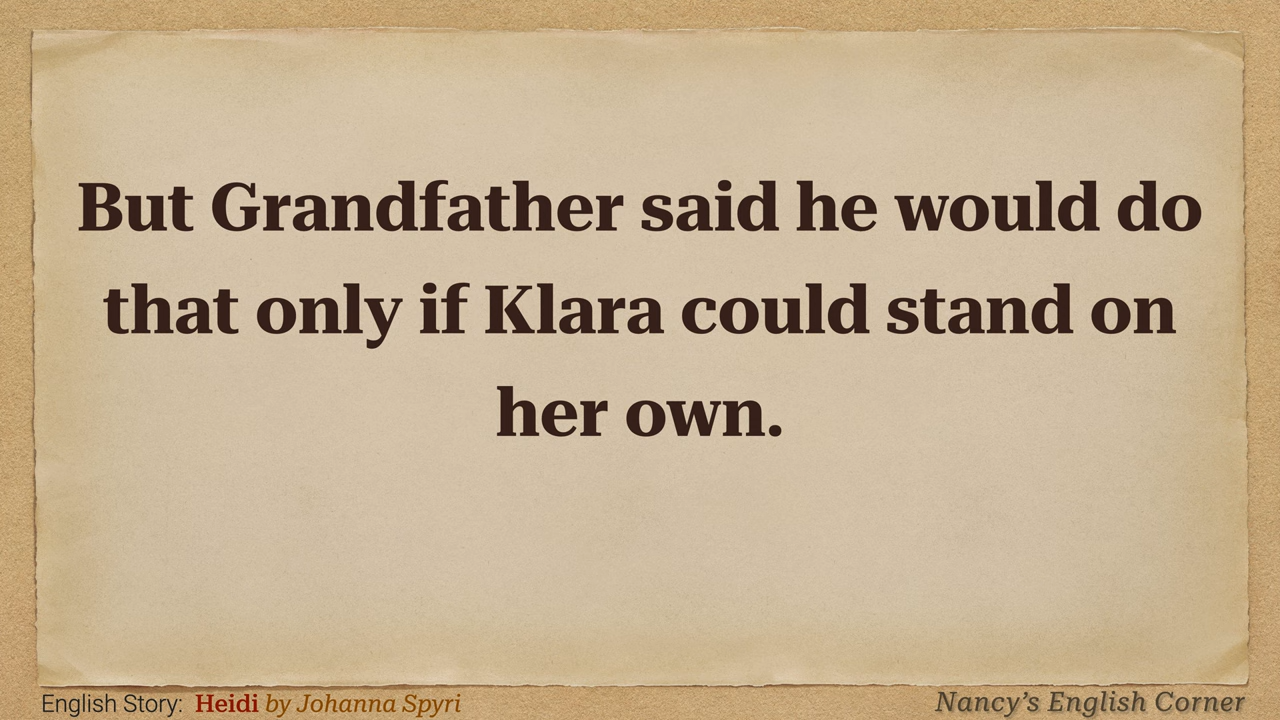 But Grandfather said he would do
that only if Klara could stand on
her own.
English Story: Heidi by Johanna Spyri
Nancy's English Corner